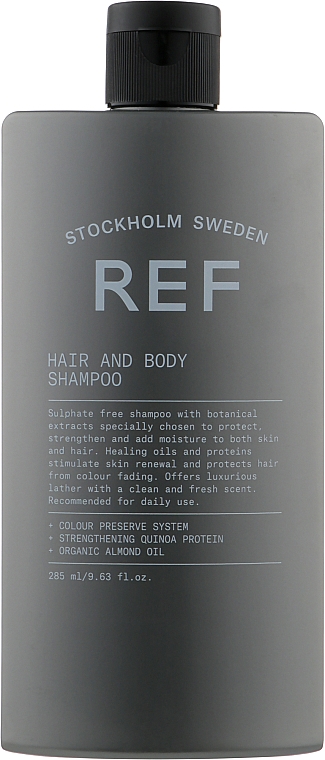 STOCKHOLM SWEDEN
REF
HAIR AND BODY
SHAMPOO
Sulphate free shampoo with botanical
extracts specially chosen to protect,
strengthen and add moisture to both skin
and hair. Healing oils and proteins
stimulate skin renewal and protects hair
from colour fading. Offers luxurious
lather with a clean and fresh scent.
Recommended for daily use.
+ COLOUR PRESERVE SYSTEM
+ STRENGTHENING QUINOA PROTEIN
+ ORGANIC ALMOND OIL
285 ml/9.63 fl.oz.